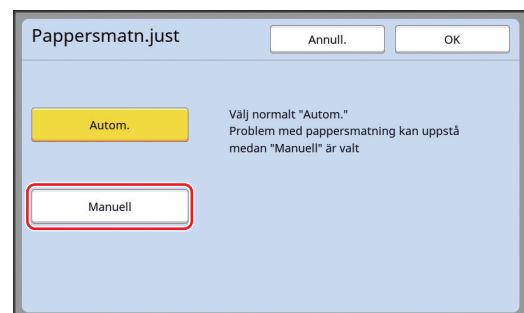 Pappersmatn.just
Annull.
OK
Autom.
Välj normalt "Autom."
Problem med pappersmatning kan uppstå
medan "Manuell" är valt
Manuell